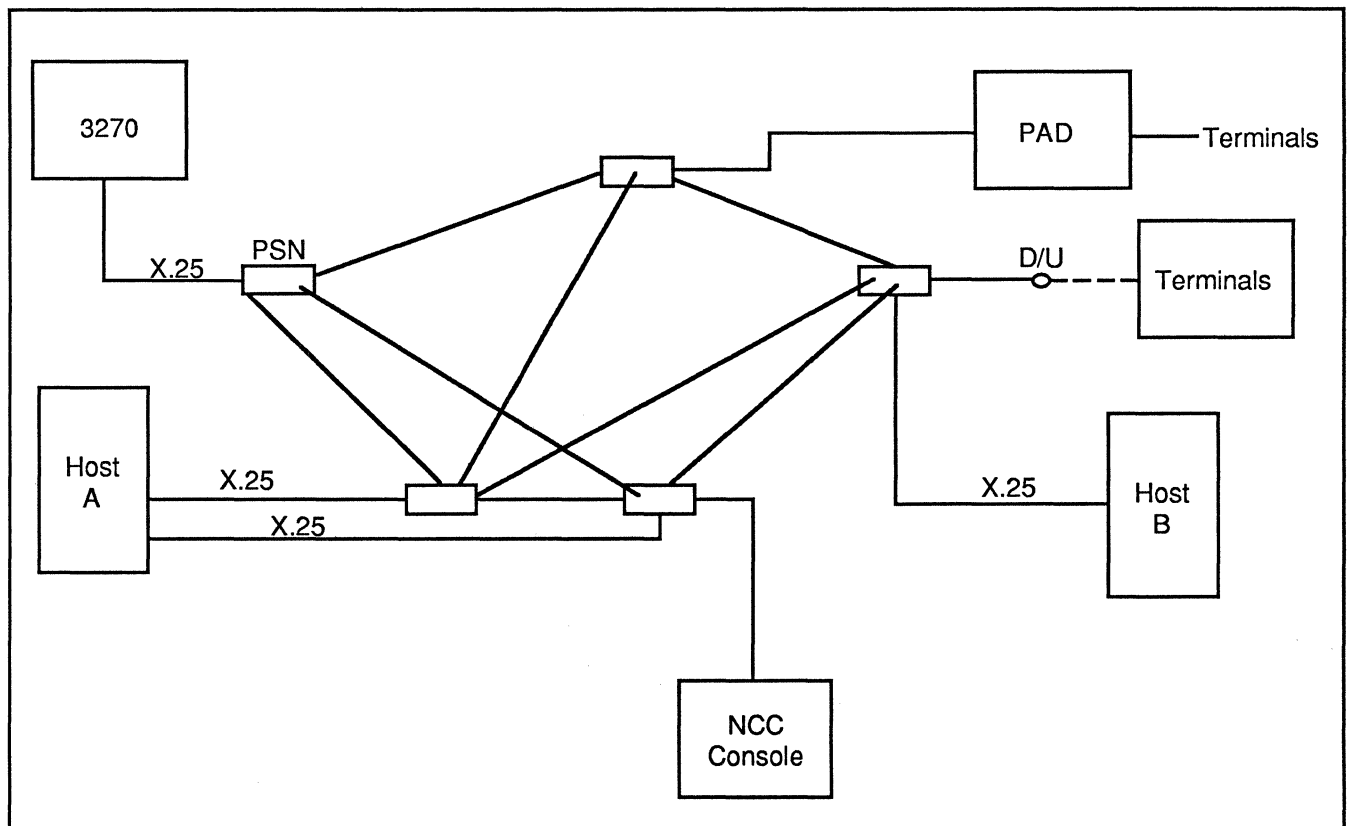 3270
PAD
Terminals
PSN
X.25
D/U
Terminals
Host
A
X.25
X.25
X.25
Host
B
NCC
Console